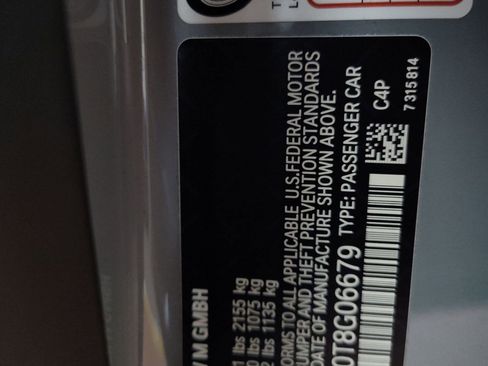 M GMBH
lbs 2155 kg
lbs 1075 kg
lbs 1135 kg
ORMS TO ALL APPLICABLE U.S.FEDERAL MOTOR
UMPER AND THEFT PREVENTION STANDARDS
DATE OF MANUFACTURE SHOWN ABOVE.
0T8G06679 TYPE: PASSENGER CAR
C4P
7315814